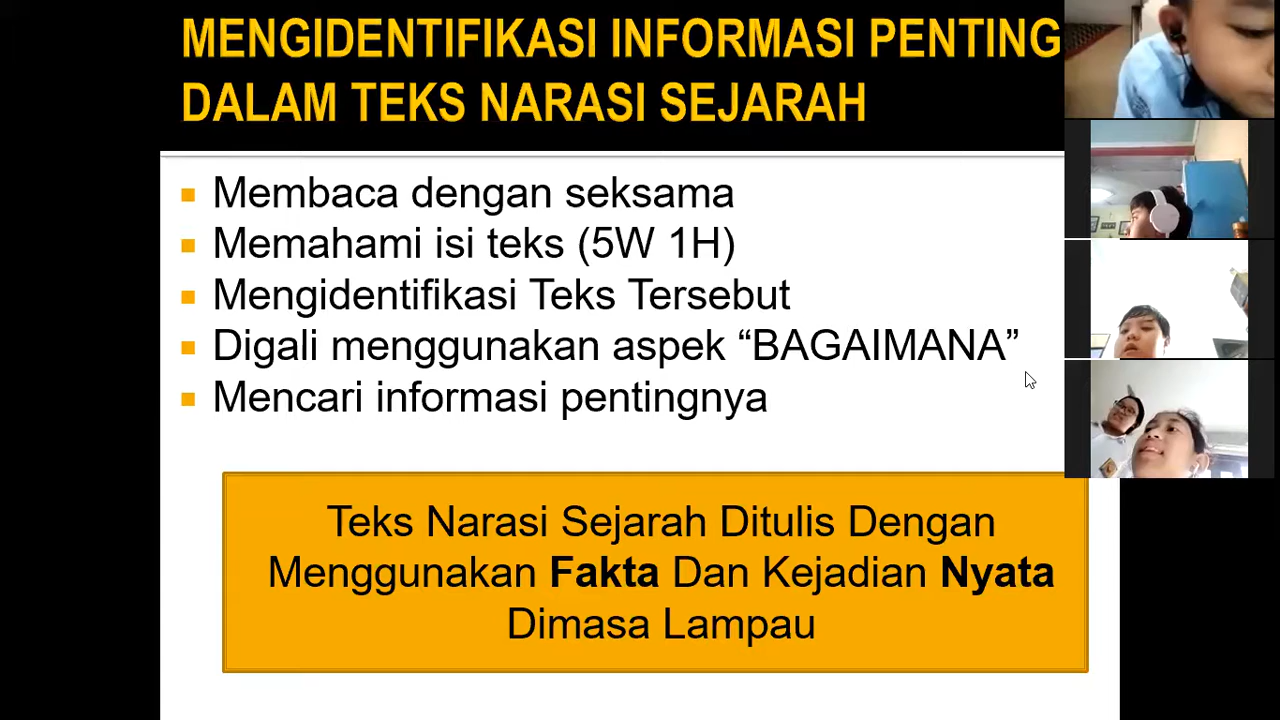 MENGIDENTIFIKASI INFORMASI PENTING
DALAM TEKS NARASI SEJARAH
Membaca dengan seksama
Memahami isi teks (5W 1H)
Mengidentifikasi Teks Tersebut
Digali menggunakan aspek “BAGAIMANA”
Mencari informasi pentingnya
Teks Narasi Sejarah Ditulis Dengan
Menggunakan Fakta Dan Kejadian Nyata
Dimasa Lampau